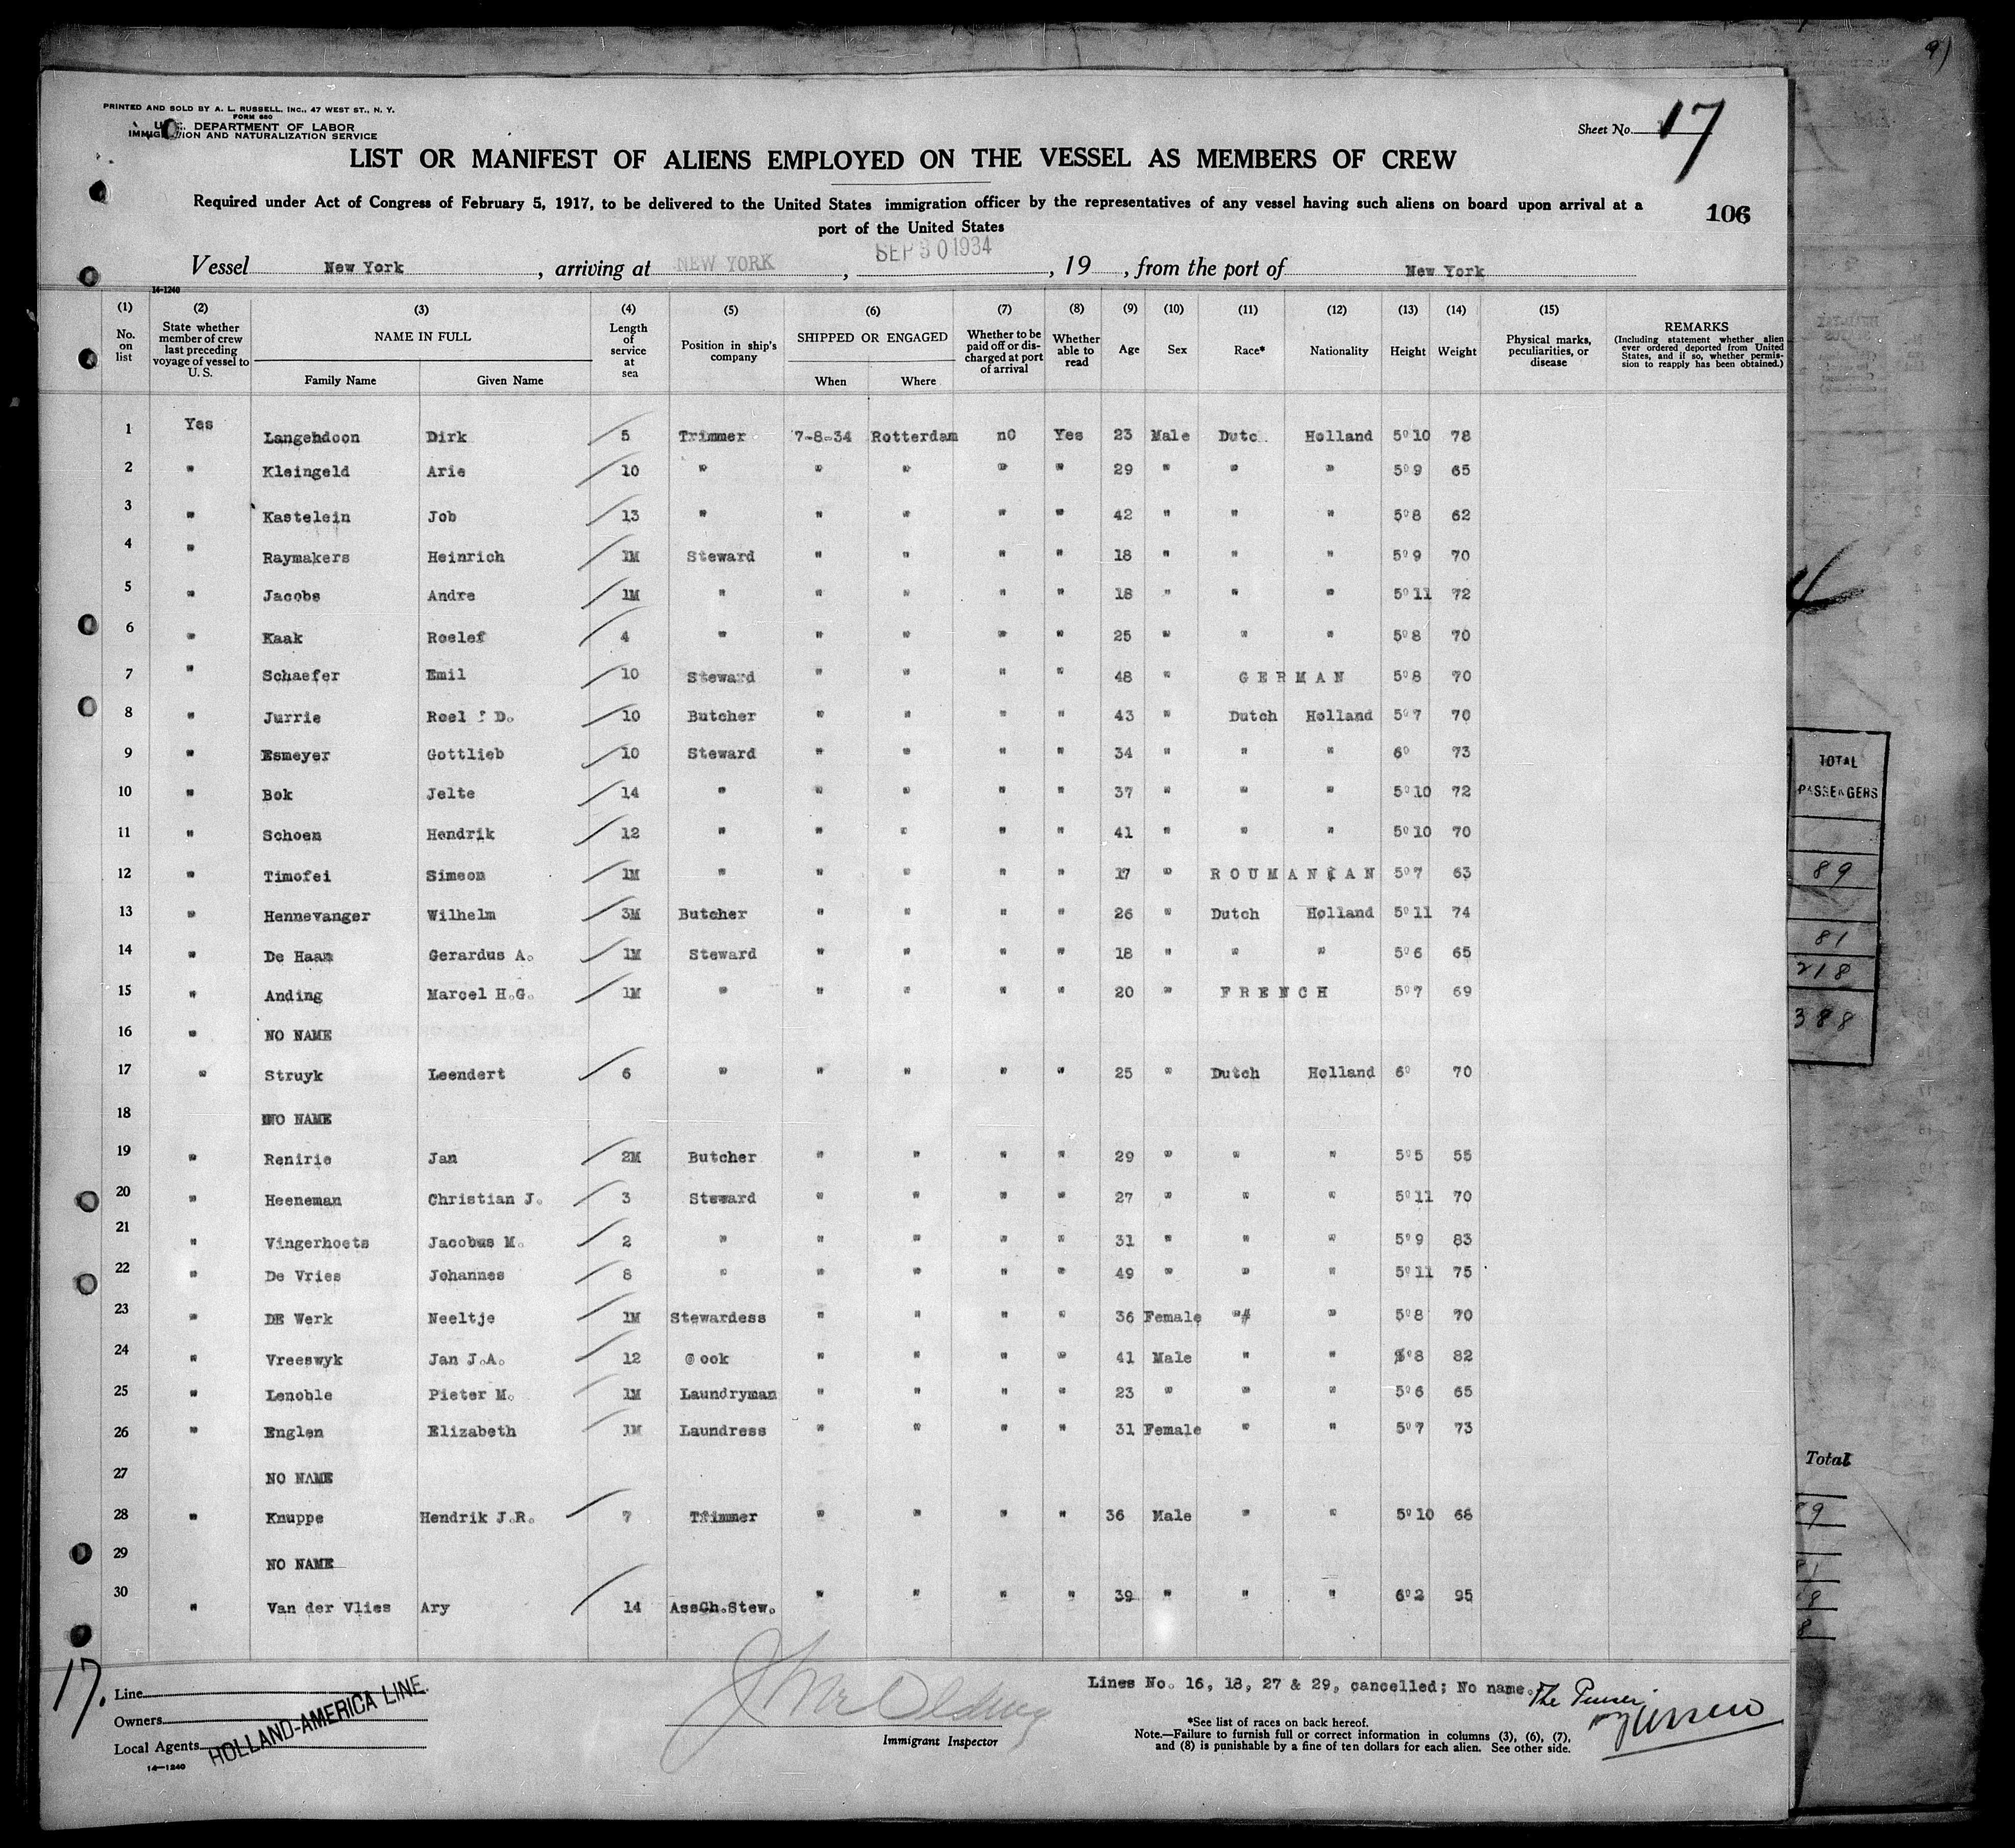 9)
PRINTED AND SOLD BY A. L. RUSSELL, INC., 47 WEST ST., N. Y.
FORM 680
DEPARTMENT OF LABOR
IMMIGRATION AND NATURALIZATION SERVICE
Sheet No. 17
LIST OR MANIFEST OF ALIENS EMPLOYED ON THE VESSEL AS MEMBERS OF CREW
Required under Act of Congress of February 5, 1917, to be delivered to the United States immigration officer by the representatives of any vessel having such aliens on board upon arrival at a
port of the United States
106
Vessel New York, arriving at NEW YORK, SEP 30 1934, 19 , from the port of New York
14-1240
(1) (2) (3) (4) (5) (6) (7) (8) (9) (10) (11) (12) (13) (14) (15)
No. on list | State whether member of crew last preceding voyage of vessel to U. S. | NAME IN FULL | Length of service at sea | Position in ship's company | SHIPPED OR ENGAGED | Whether to be paid off or discharged at port of arrival | Whether able to read | Age | Sex | Race* | Nationality | Height | Weight | Physical marks, peculiarities, or disease | REMARKS (Including statement whether alien ever ordered deported from United States, and if so, whether permission to reapply has been obtained.)
Family Name Given Name When Where
1 Yes Langendoon Dirk 5 Trimmer 7-8-34 Rotterdam nO Yes 23 Male Dutc Holland 5° 10 78
2 " Kleingeld Arie 10 " " " " " 29 " " " 5° 9 65
3 " Kastelein Job 13 " " " " " 42 " " " 5° 8 62
4 " Raymakers Heinrich 1M Steward " " " " 18 " " " 5° 9 70
5 " Jacobs Andre 1M " " " " " 18 " " " 5° 11 72
6 " Kaak Roelef 4 " " " " " 25 " " " 5° 8 70
7 " Schaefer Emil 10 Steward " " " " 48 " GERMAN 5° 8 70
8 " Jurrie Roel D. 10 Butcher " " " " 43 " Dutch Holland 5° 7 70
9 " Esmeyer Gottlieb 10 Steward " " " " 34 " " " 6° 73
10 " Bok Jelte 14 " " " " " 37 " " " 5° 10 72
11 " Schoen Hendrik 12 " " " " " 41 " " " 5° 10 70
12 " Timofei Simeon 1M " " " " " 17 " ROUMANIAN 5° 7 63
13 " Hennevanger Wilhelm 3M Butcher " " " " 26 " Dutch Holland 5° 11 74
14 " De Haan Gerardus A. 1M Steward " " " " 18 " " " 5° 6 65
15 " Anding Marcel H.G. 1M " " " " " 20 " FRENCH 5° 7 69
16 " NO NAME
17 " Struyk Leendert 6 " " " " " 25 " Dutch Holland 6° 70
18 NO NAME
19 " Renirie Jan 2M Butcher " " " " 29 " " " 5° 5 55
20 " Heeneman Christian J. 3 Steward " " " " 27 " " " 5° 11 70
21 " Vingerhoets Jacobus M. 2 " " " " " 31 " " " 5° 9 83
22 " De Vries Johannes 8 " " " " " 49 " " " 5° 11 75
23 " DE Werk Neeltje 1M Stewardess " " " " 36 Female "# " 5° 8 70
24 " Vreeswyk Jan J.A. 12 Cook " " " " 41 Male " " 5° 8 82
25 " Lenoble Pieter M. 1M Laundryman " " " " 23 " " " 5° 6 65
26 " Englen Elizabeth 1M Laundress " " " " 31 Female " " 5° 7 73
27 NO NAME
28 " Knuppe Hendrik J.R. 7 Trimmer " " " " 36 Male " " 5° 10 68
29 NO NAME
30 " Van der Vlies Ary 14 AssCh.Stew. " " " " 39 " " " 6° 2 95
17.
Line
Owners
Local Agents
HOLLAND-AMERICA LINE.
14-1240
Immigrant Inspector
Lines No. 16, 18, 27 & 29, cancelled; No name.
The Purser,
*See list of races on back hereof.
Note.—Failure to furnish full or correct information in columns (3), (6), (7),
and (8) is punishable by a fine of ten dollars for each alien. See other side.
TOTAL
PASSENGERS
89
81
218
388
Total